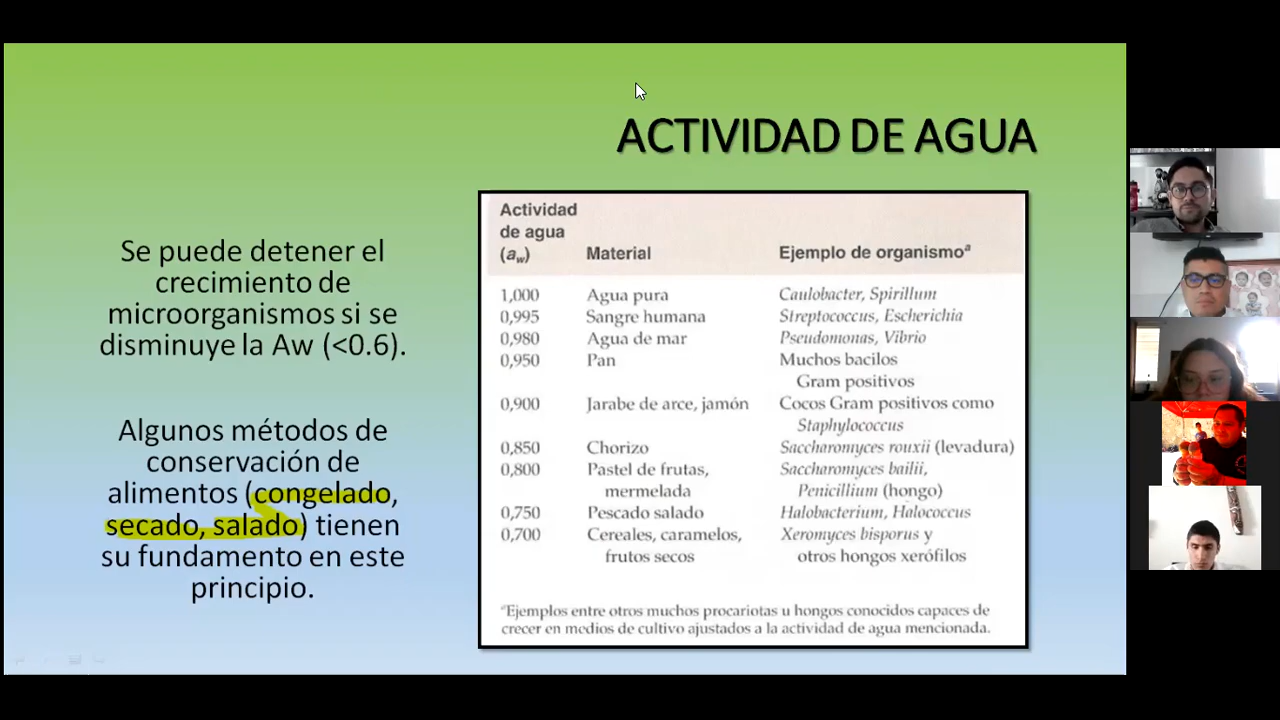 ACTIVIDAD DE AGUA
Se puede detener el
crecimiento de
microorganismos si se
disminuye la Aw (<0.6).
Algunos métodos de
conservación de
alimentos (congelado,
secado, salado) tienen
su fundamento en este
principio.
Actividad
de agua
(aw) Material Ejemplo de organismoª
1,000 Agua pura Caulobacter, Spirillum
0,995 Sangre humana Streptococcus, Escherichia
0,980 Agua de mar Pseudomonas, Vibrio
0,950 Pan Muchos bacilos
Gram positivos
0,900 Jarabe de arce, jamón Cocos Gram positivos como
Staphylococcus
0,850 Chorizo Saccharomyces rouxii (levadura)
0,800 Pastel de frutas, Saccharomyces bailii,
mermelada Penicillium (hongo)
0,750 Pescado salado Halobacterium, Halococcus
0,700 Cereales, caramelos, Xeromyces bisporus y
frutos secos otros hongos xerófilos
ªEjemplos entre otros muchos procariotas u hongos conocidos capaces de
crecer en medios de cultivo ajustados a la actividad de agua mencionada.